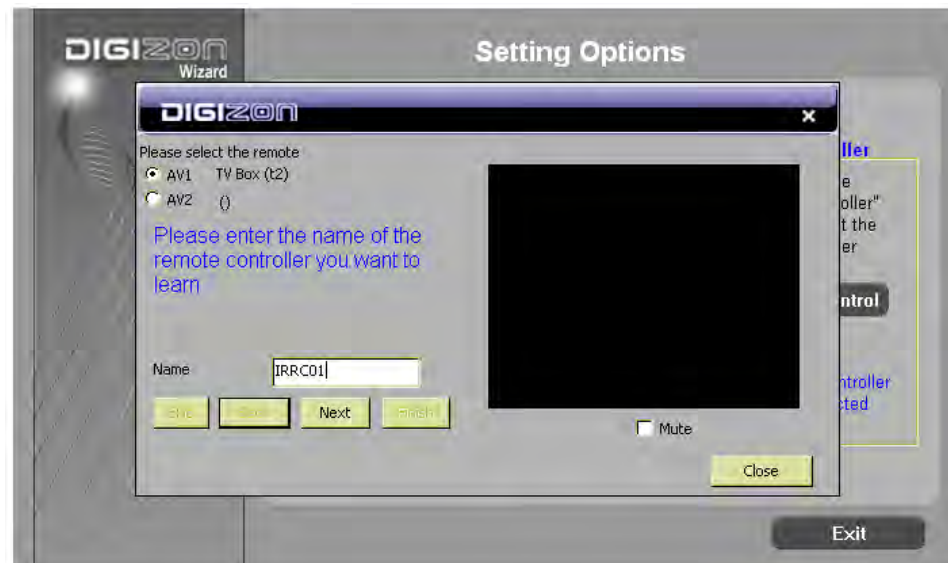 DIGIZON
Wizard
Setting Options
DIGIZON
Please select the remote
AV1 TV Box (t2)
AV2 ()
Please enter the name of the
remote controller you want to
learn
Name IRRC01
Next Finish
Mute
Close
ller
e
oller"
t the
er
ntrol
ntroller
cted
Exit